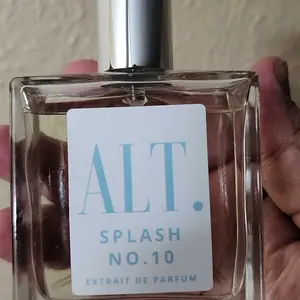 ALT.
SPLASH
NO.10
EXTRAIT DE PARFUM